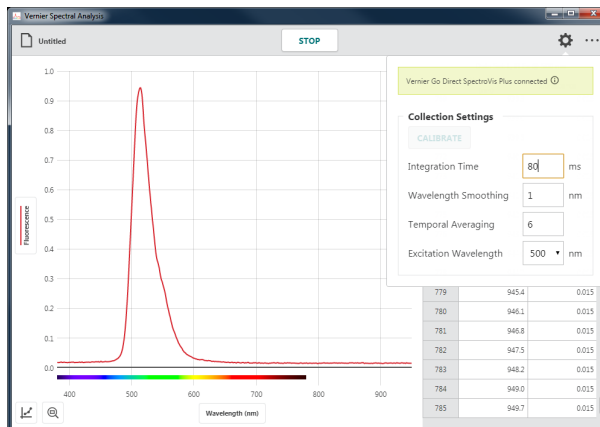 Vernier Spectral Analysis
Untitled
STOP
Vernier Go Direct SpectroVis Plus connected
Collection Settings
CALIBRATE
Integration Time 80 ms
Wavelength Smoothing 1 nm
Temporal Averaging 6
Excitation Wavelength 500 nm
1.0
0.9
0.8
0.7
0.6
0.5
0.4
0.3
0.2
0.1
0.0
Fluorescence
400 500 600 700 800 900
Wavelength (nm)
779 945.4 0.015
780 946.1 0.015
781 946.8 0.015
782 947.5 0.015
783 948.2 0.015
784 949.0 0.015
785 949.7 0.015